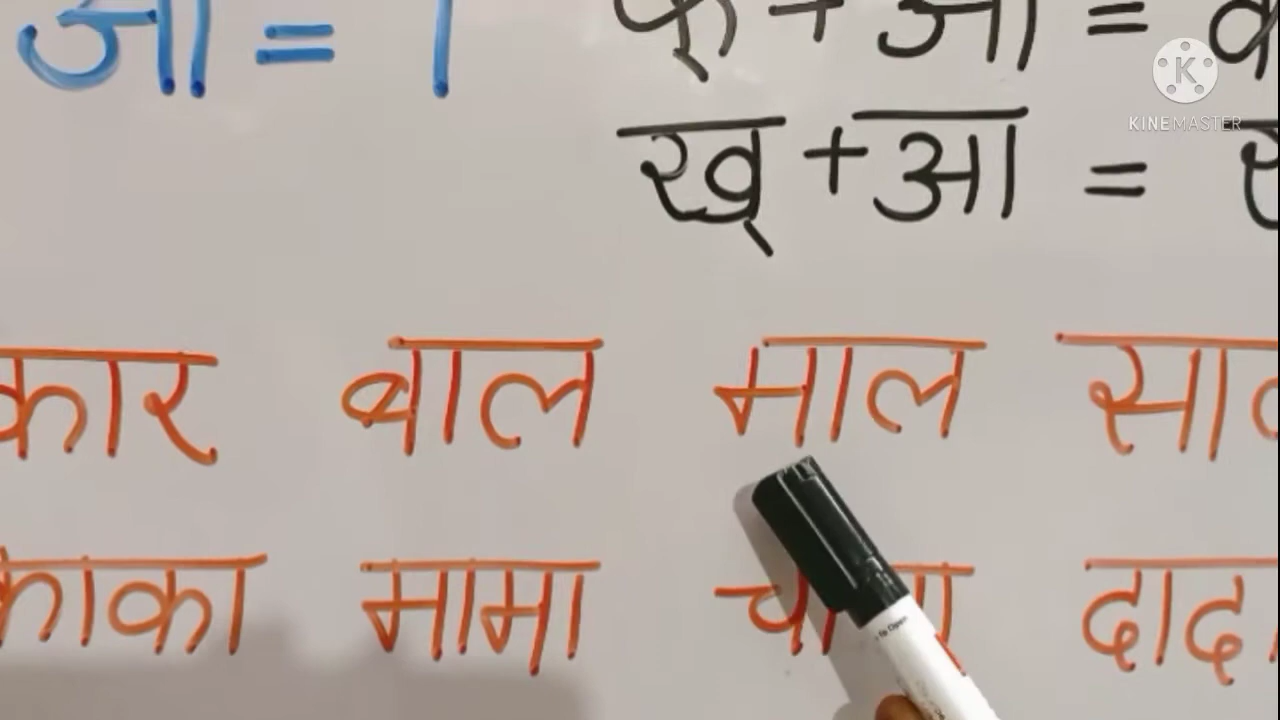 आ = ा
क् + आ =
KINEMASTER
ख् + आ =
कार बाल माल
काका मामा